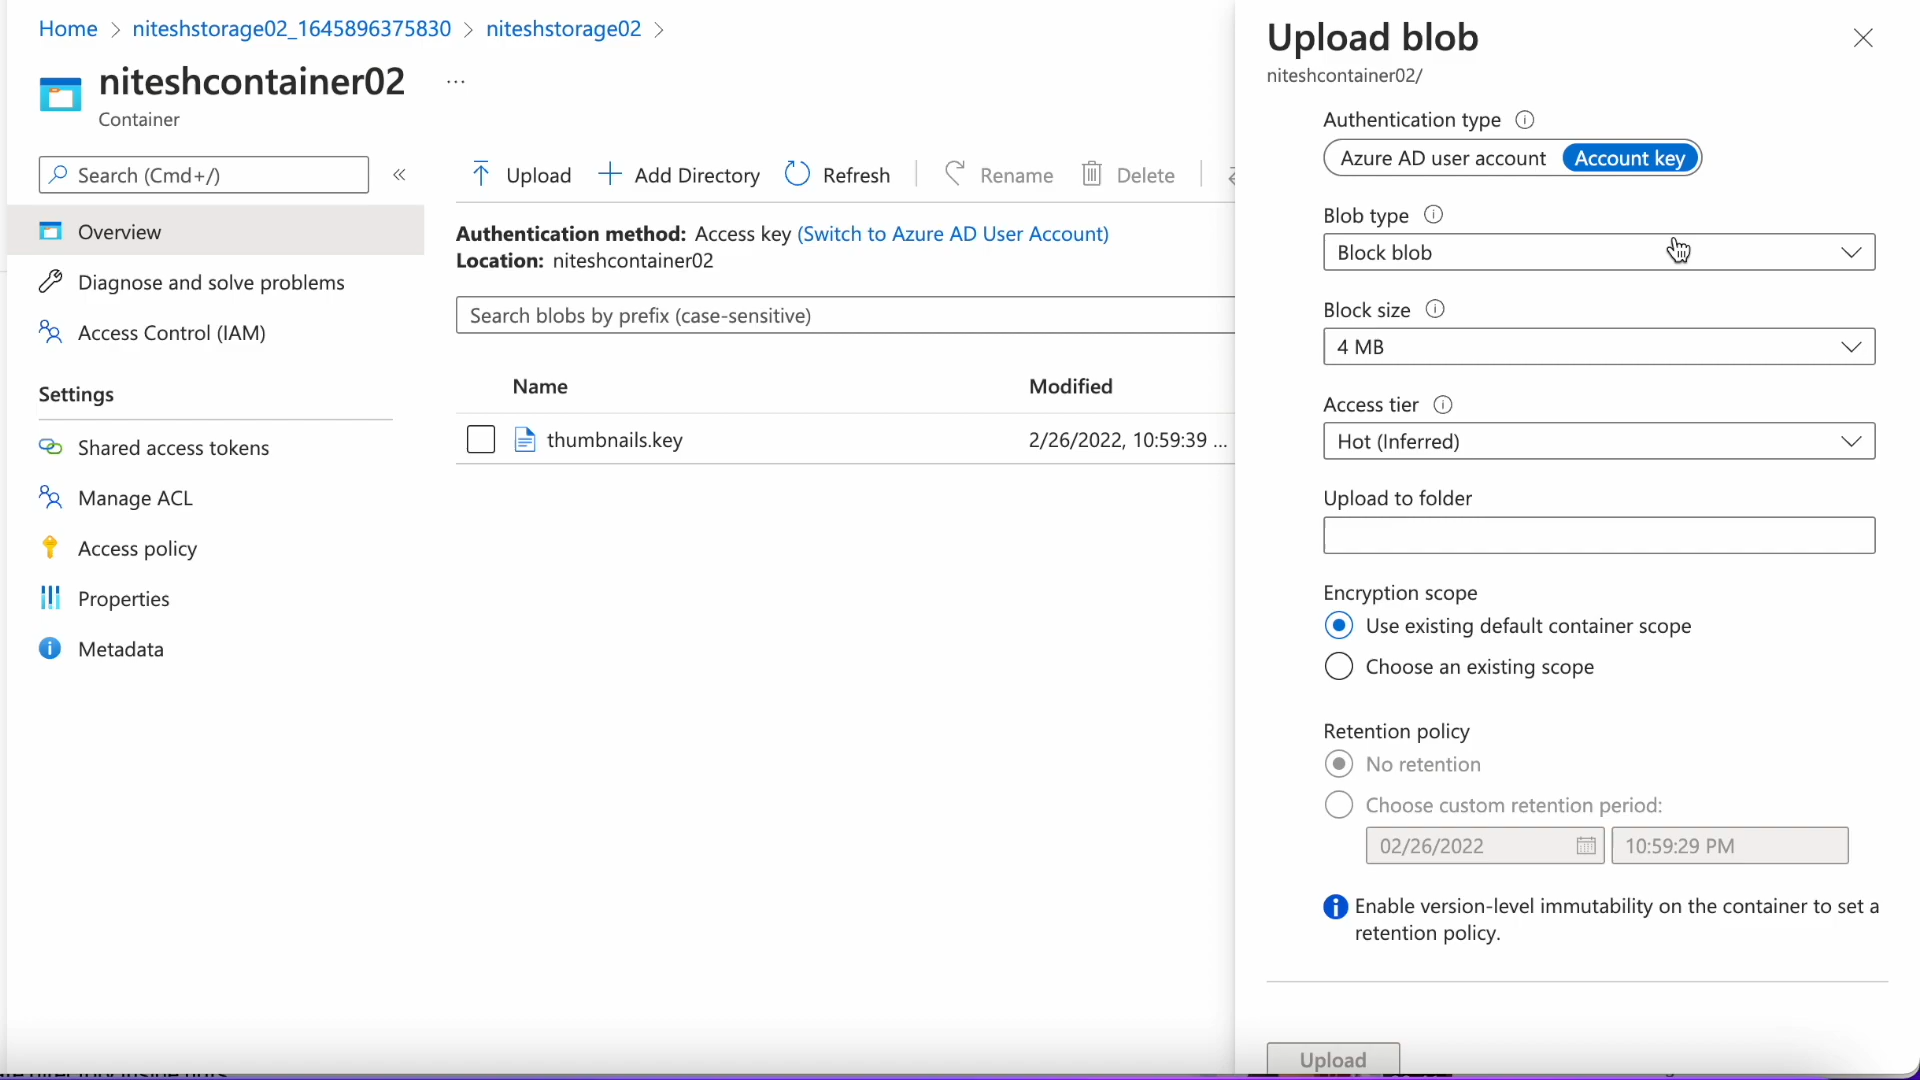 Home > niteshstorage02_1645896375830 > niteshstorage02 >
niteshcontainer02 ...
Container
Search (Cmd+/)
«
Overview
Diagnose and solve problems
Access Control (IAM)
Settings
Shared access tokens
Manage ACL
Access policy
Properties
Metadata
Upload
Add Directory
Refresh
Rename
Delete
Authentication method: Access key (Switch to Azure AD User Account)
Location: niteshcontainer02
Search blobs by prefix (case-sensitive)
Name Modified
thumbnails.key 2/26/2022, 10:59:39 ...
Upload blob
niteshcontainer02/
Authentication type
Azure AD user account Account key
Blob type
Block blob
Block size
4 MB
Access tier
Hot (Inferred)
Upload to folder
Encryption scope
Use existing default container scope
Choose an existing scope
Retention policy
No retention
Choose custom retention period:
02/26/2022 10:59:29 PM
Enable version-level immutability on the container to set a
retention policy.
Upload